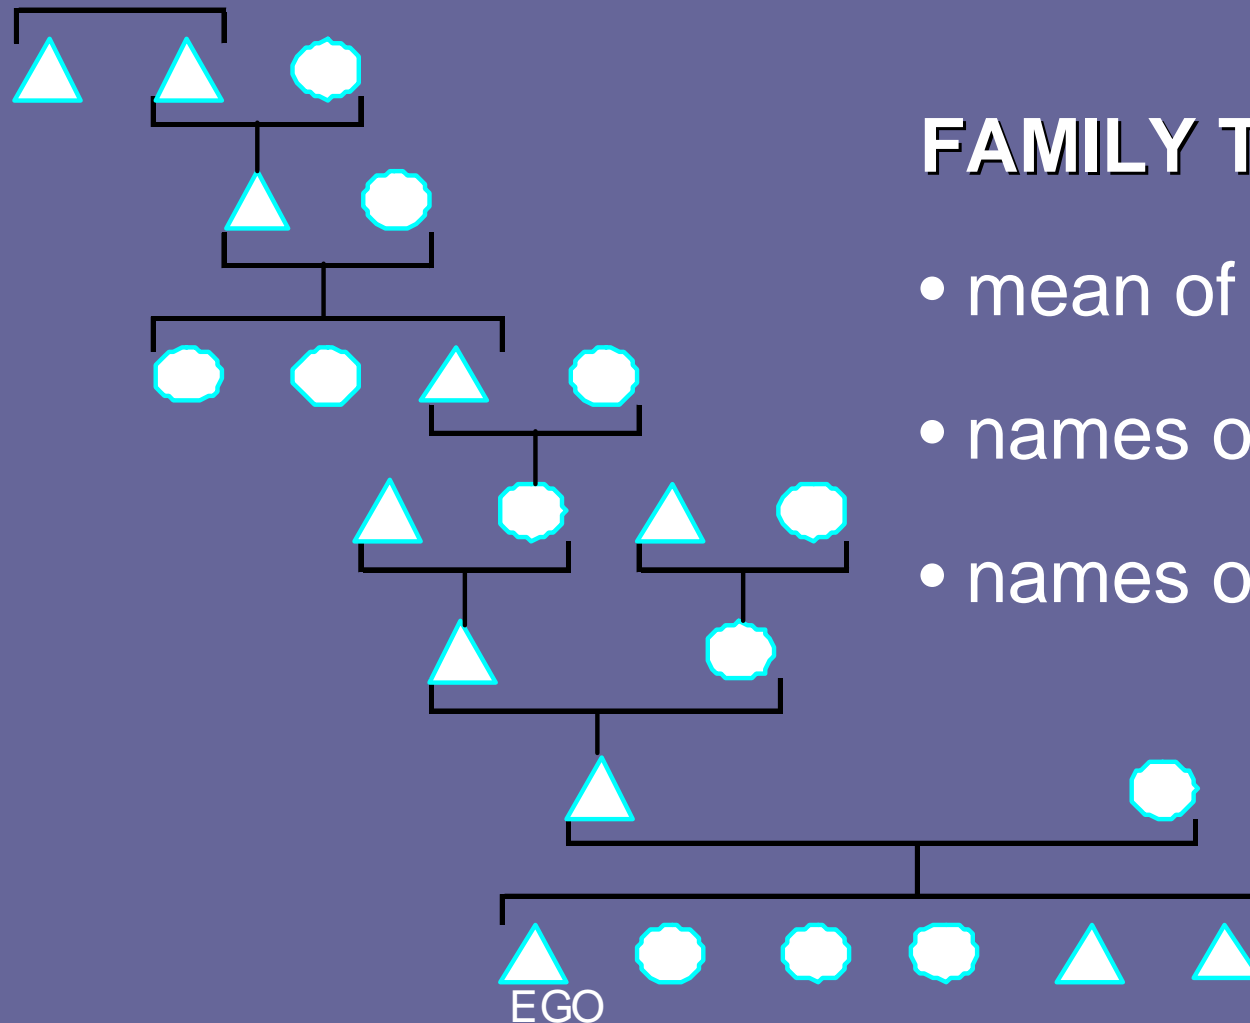 FAMILY T
• mean of
• names o
• names o
EGO